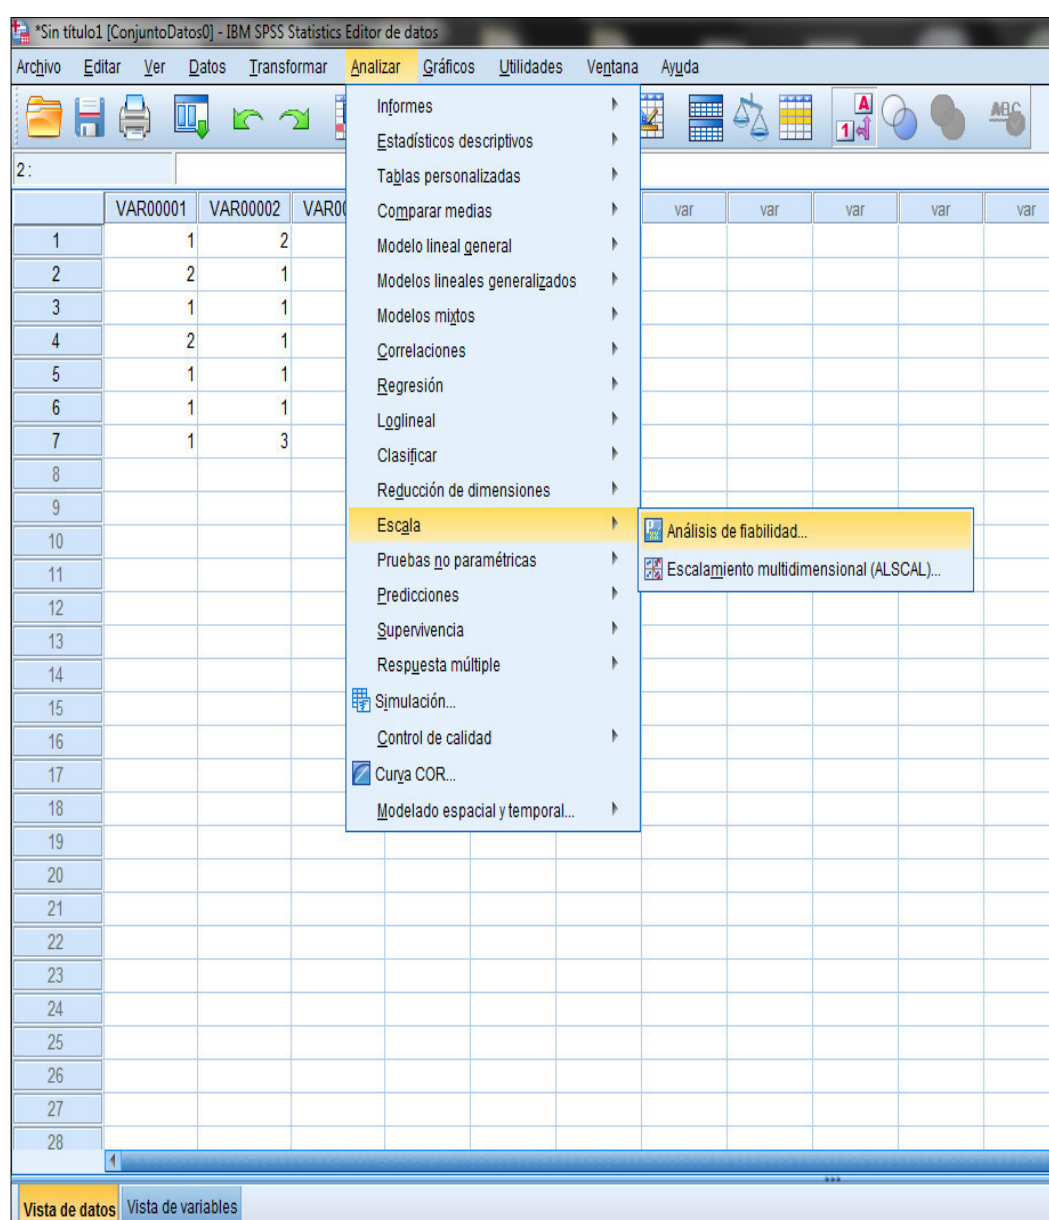 *Sin título1 [ConjuntoDatos0] - IBM SPSS Statistics Editor de datos
Archivo Editar Ver Datos Transformar Analizar Gráficos Utilidades Ventana Ayuda
A
1
ABC
2 :
VAR00001 VAR00002 VAR00 var var var var var
1 1 2
2 2 1
3 1 1
4 2 1
5 1 1
6 1 1
7 1 3
8
9
10
11
12
13
14
15
16
17
18
19
20
21
22
23
24
25
26
27
28
Informes
Estadísticos descriptivos
Tablas personalizadas
Comparar medias
Modelo lineal general
Modelos lineales generalizados
Modelos mixtos
Correlaciones
Regresión
Loglineal
Clasificar
Reducción de dimensiones
Escala
Pruebas no paramétricas
Predicciones
Supervivencia
Respuesta múltiple
Simulación...
Control de calidad
Curva COR...
Modelado espacial y temporal...
Análisis de fiabilidad...
Escalamiento multidimensional (ALSCAL)...
Vista de datos Vista de variables